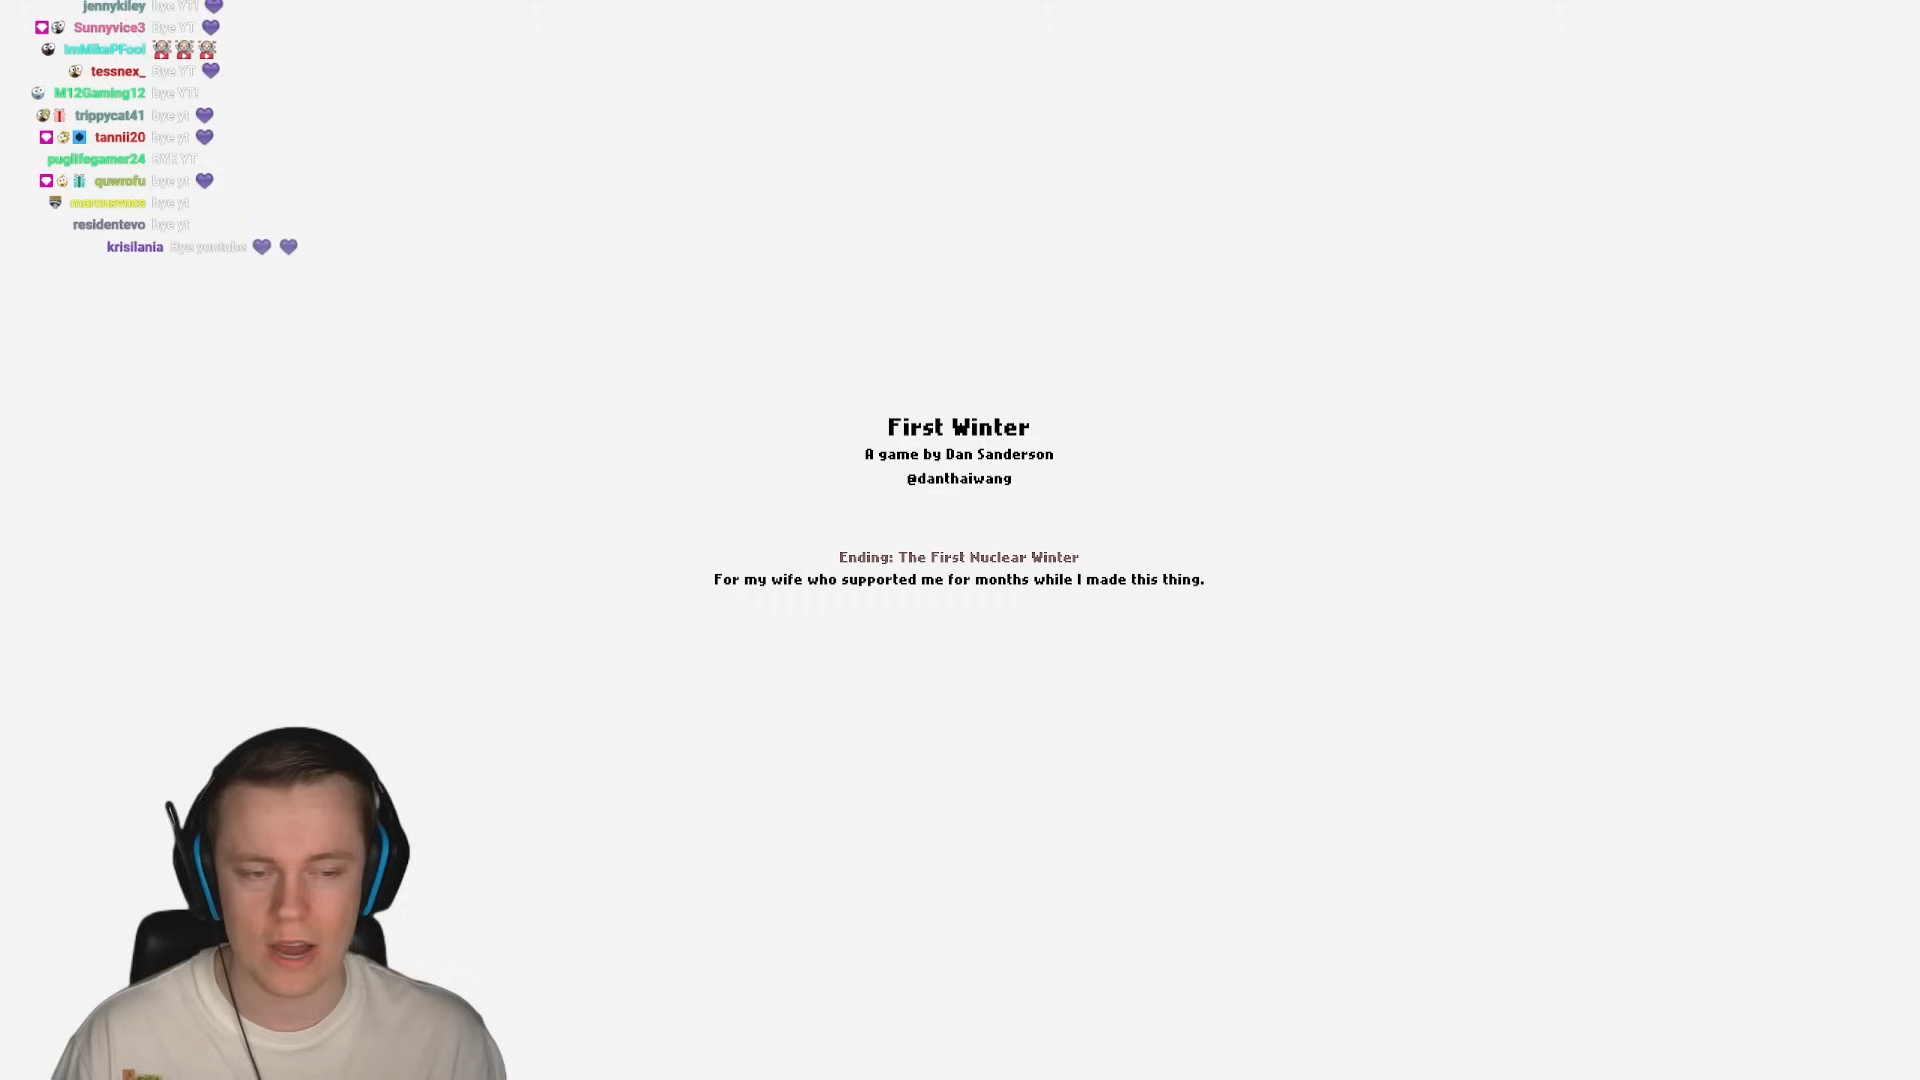 jennykiley bye YT!
Sunnyvice3 Bye YT
ImMikePFool
tessnex_ Bye YT
M12Gaming12 bye YT!
trippycat41 bye yt
tannii20 bye yt
puglifegamer24 BYE YT
quwrofu bye yt
marcusvncs bye yt
residentevo bye yt
krisilania Bye youtube
First Winter
A game by Dan Sanderson
@danthaiwang
Ending: The First Nuclear Winter
For my wife who supported me for months while I made this thing.